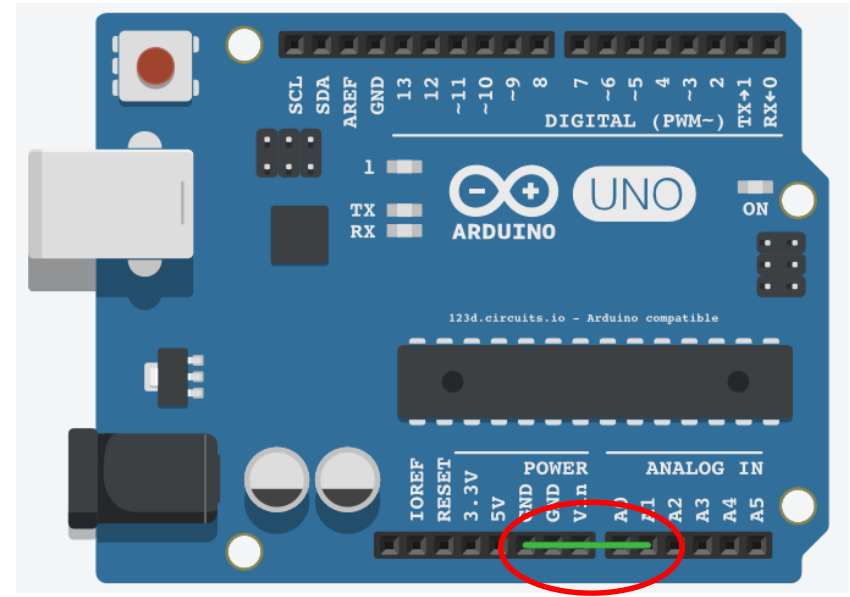 SCL SDA AREF GND 13 12 ~11 ~10 ~9 8 7 ~6 ~5 4 ~3 2 TX→1 RX←0
DIGITAL (PWM~)
1
TX
RX
ARDUINO
UNO
ON
123d.circuits.io - Arduino compatible
POWER
ANALOG IN
IOREF RESET 3.3V 5V GND GND Vin A0 A1 A2 A3 A4 A5